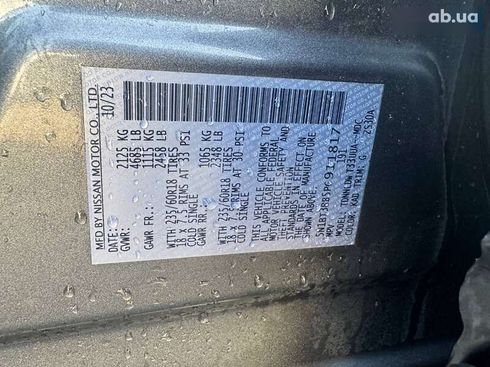 ab.ua
MFD BY NISSAN MOTOR CO., LTD.
DATE: 10/23
GVWR: 2125 KG
4685 LB
GAWR FR: 1115 KG
2458 LB
WITH 235/60R18 TIRES
18 x 7.5J RIMS AT 33 PSI
COLD SINGLE
GAWR RR: 1065 KG
2348 LB
WITH 235/60R18 TIRES
18 x 7.5J RIMS AT 30 PSI
COLD SINGLE
THIS VEHICLE CONFORMS TO
ALL APPLICABLE FEDERAL
MOTOR VEHICLE SAFETY AND
THEFT PREVENTION
STANDARDS IN EFFECT ON
THE DATE OF MANUFACTURE
SHOWN ABOVE.
911817
MPV
MODEL:
COLOR: KAD TRIM: G